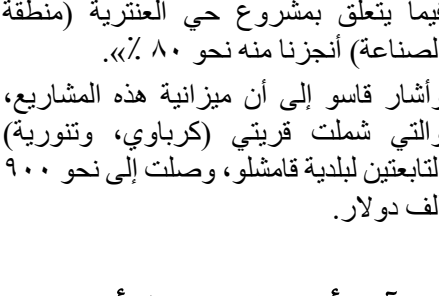 فيما يتعلق بمشروع حي العنترية (منطقة
الصناعة) أنجزنا منه نحو ٨٠ ٪».
وأشار قاسو إلى أن ميزانية هذه المشاريع،
والتي شملت قريتي (كرباوي، وتنورية)
التابعتين لبلدية قامشلو، وصلت إلى نحو ٩٠٠
ألف دولار.